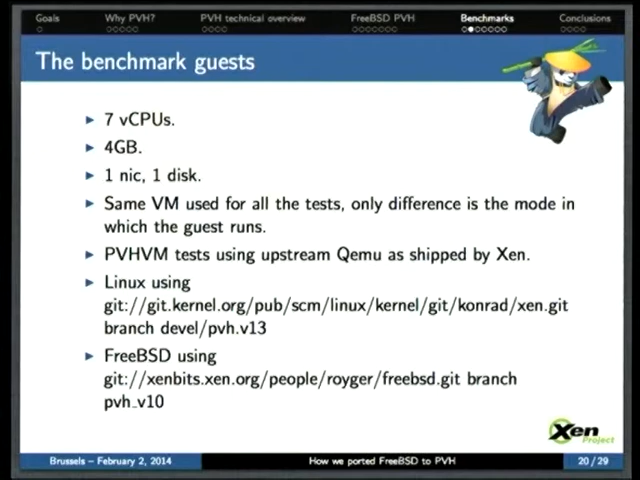 Goals Why PVH? PVH technical overview FreeBSD PVH Benchmarks Conclusions
The benchmark guests
7 vCPUs.
4GB.
1 nic, 1 disk.
Same VM used for all the tests, only difference is the mode in
which the guest runs.
PVHVM tests using upstream Qemu as shipped by Xen.
Linux using
git://git.kernel.org/pub/scm/linux/kernel/git/konrad/xen.git
branch devel/pvh.v13
FreeBSD using
git://xenbits.xen.org/people/royger/freebsd.git branch
pvh_v10
Xen
Project
Brussels – February 2, 2014 How we ported FreeBSD to PVH 20 / 29